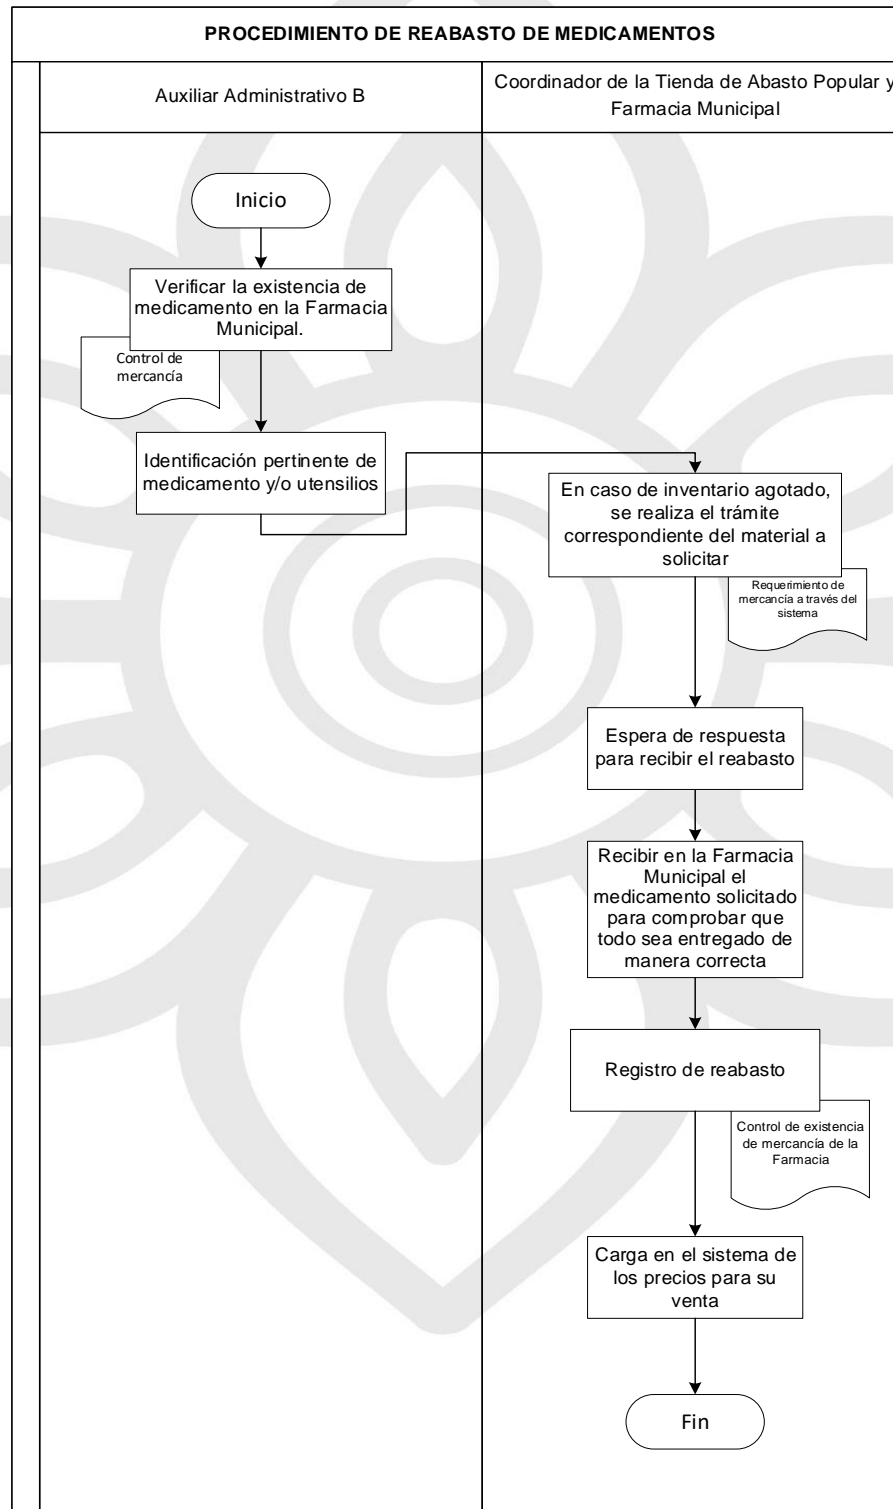 PROCEDIMIENTO DE REABASTO DE MEDICAMENTOS
Auxiliar Administrativo B
Coordinador de la Tienda de Abasto Popular y
Farmacia Municipal
Inicio
Verificar la existencia de
medicamento en la Farmacia
Municipal.
Control de
mercancía
Identificación pertinente de
medicamento y/o utensilios
En caso de inventario agotado,
se realiza el trámite
correspondiente del material a
solicitar
Requerimiento de
mercancía a través del
sistema
Espera de respuesta
para recibir el reabasto
Recibir en la Farmacia
Municipal el
medicamento solicitado
para comprobar que
todo sea entregado de
manera correcta
Registro de reabasto
Control de existencia
de mercancía de la
Farmacia
Carga en el sistema de
los precios para su
venta
Fin